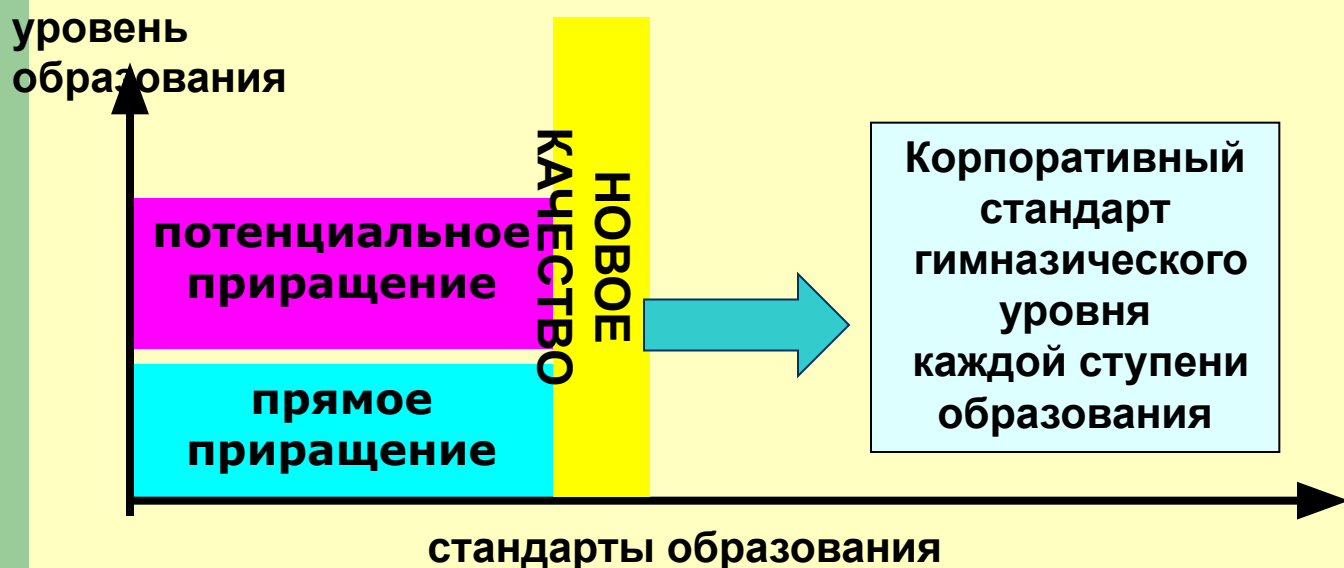 уровень
образования
потенциальное
приращение
прямое
приращение
НОВОЕ
КАЧЕСТВО
Корпоративный
стандарт
гимназического
уровня
каждой ступени
образования
стандарты образования